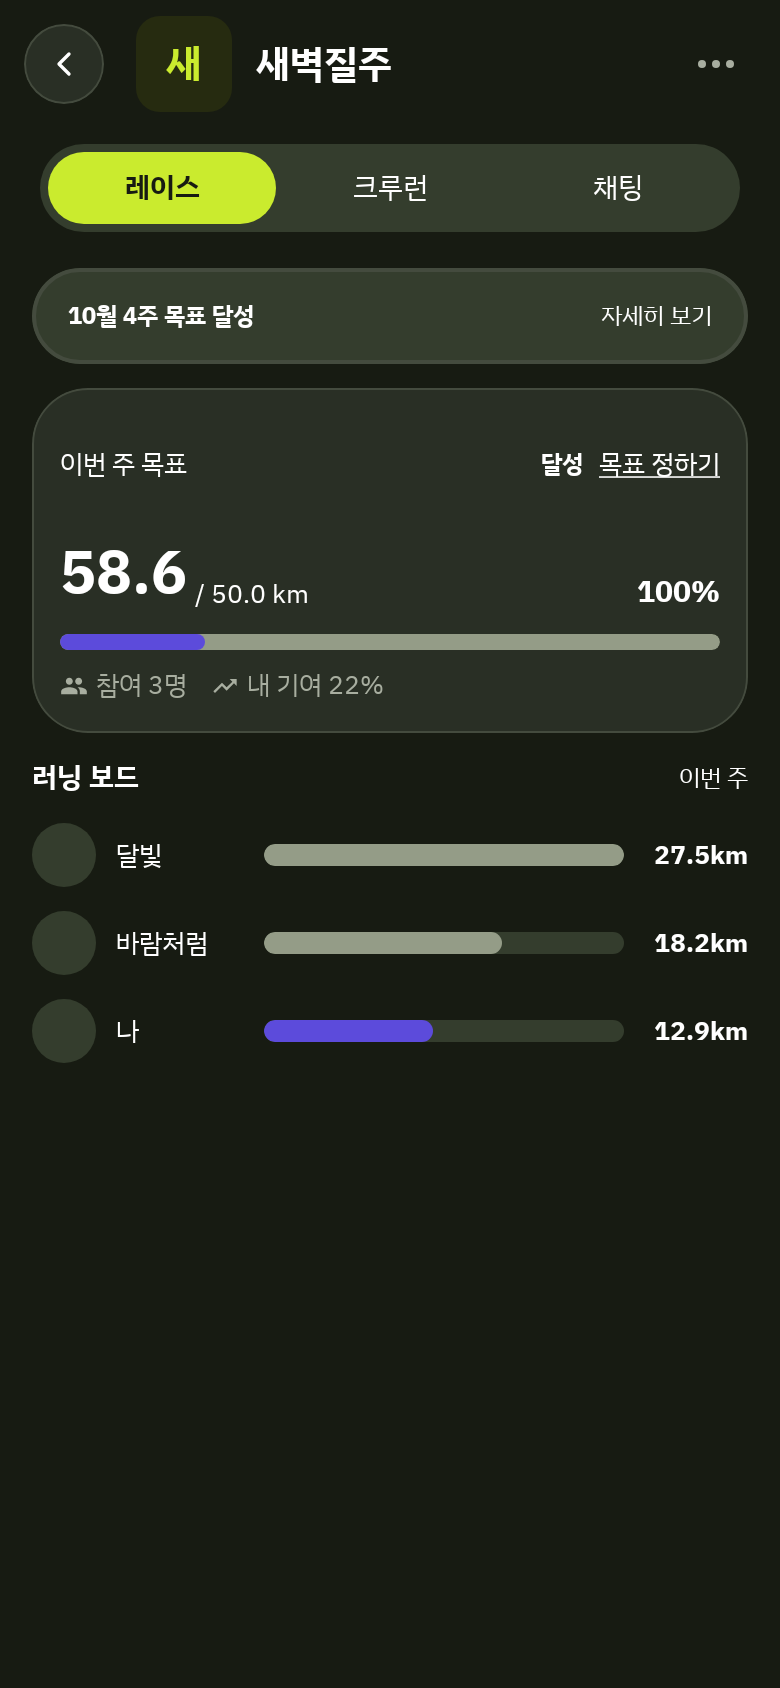 새 새벽질주
레이스 크루런 채팅
10월 4주 목표 달성 자세히 보기
이번 주 목표 달성 목표 정하기
58.6 / 50.0 km 100%
참여 3명 내 기여 22%
러닝 보드 이번 주
달빛 27.5km
바람처럼 18.2km
나 12.9km